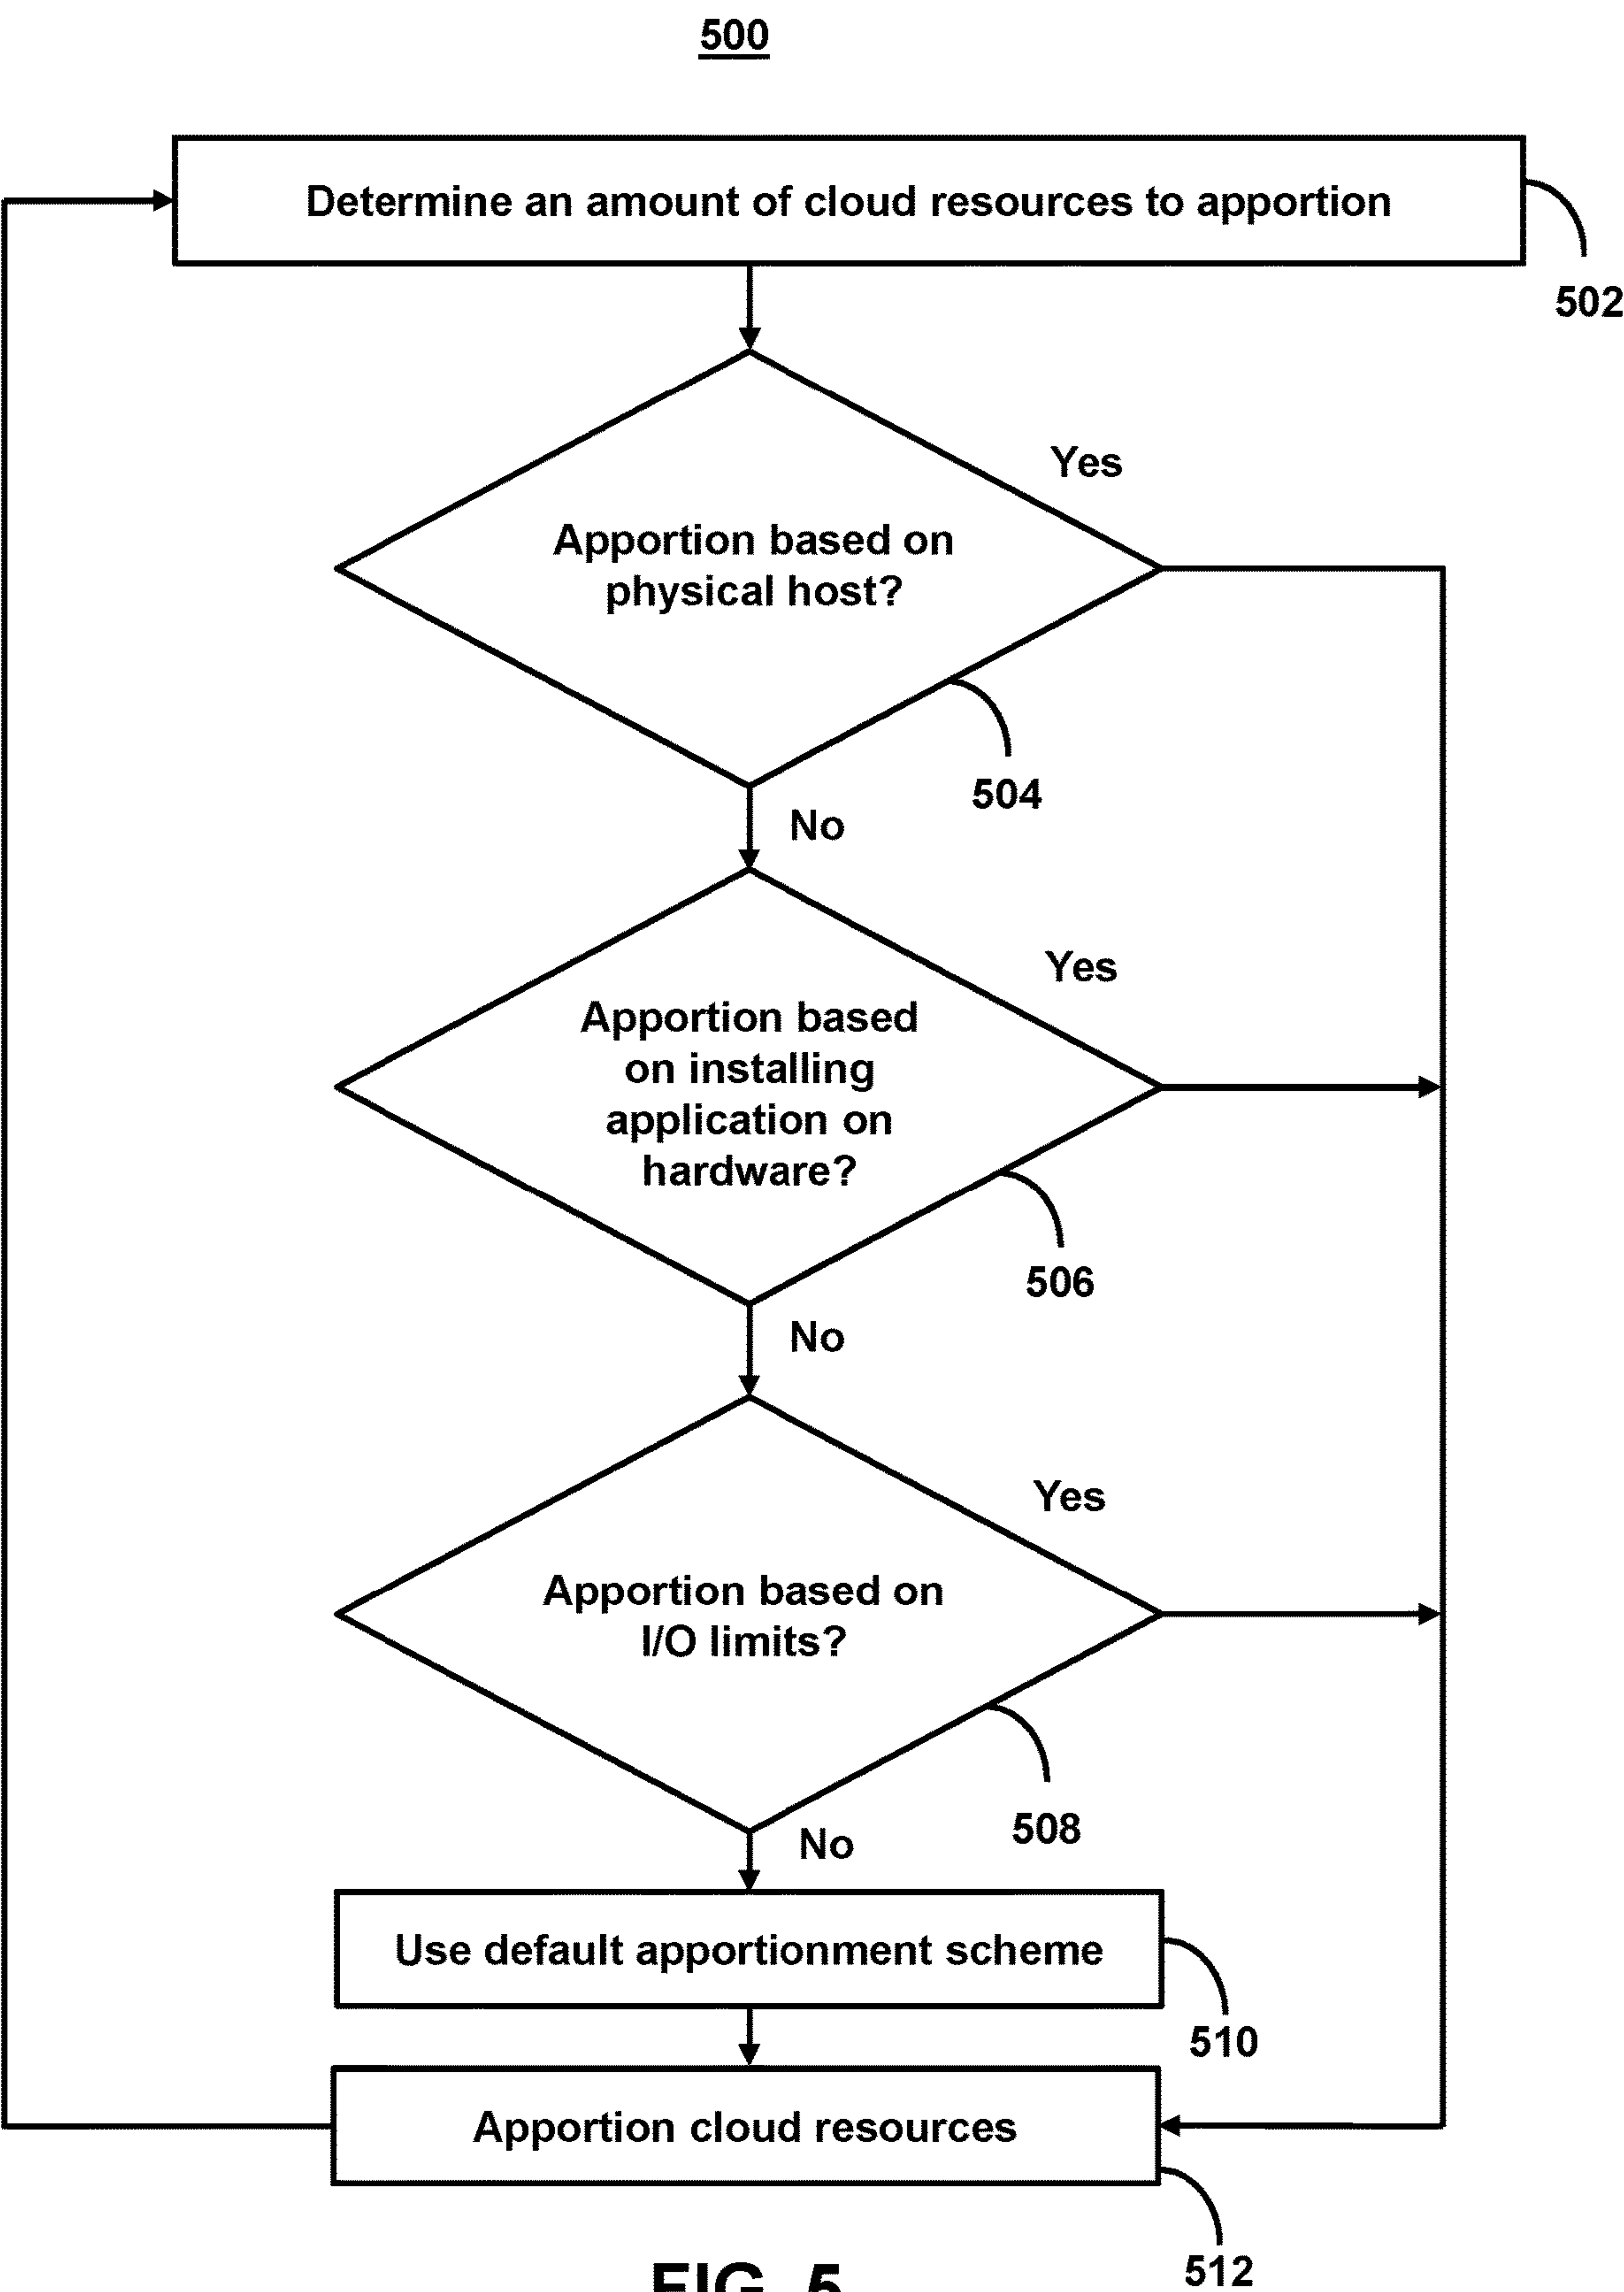 500
Determine an amount of cloud resources to apportion
502
Yes
Apportion based on
physical host?
504
No
Yes
Apportion based
on installing
application on
hardware?
506
No
Yes
Apportion based on
I/O limits?
508
No
Use default apportionment scheme
510
Apportion cloud resources
512
FIG. 5